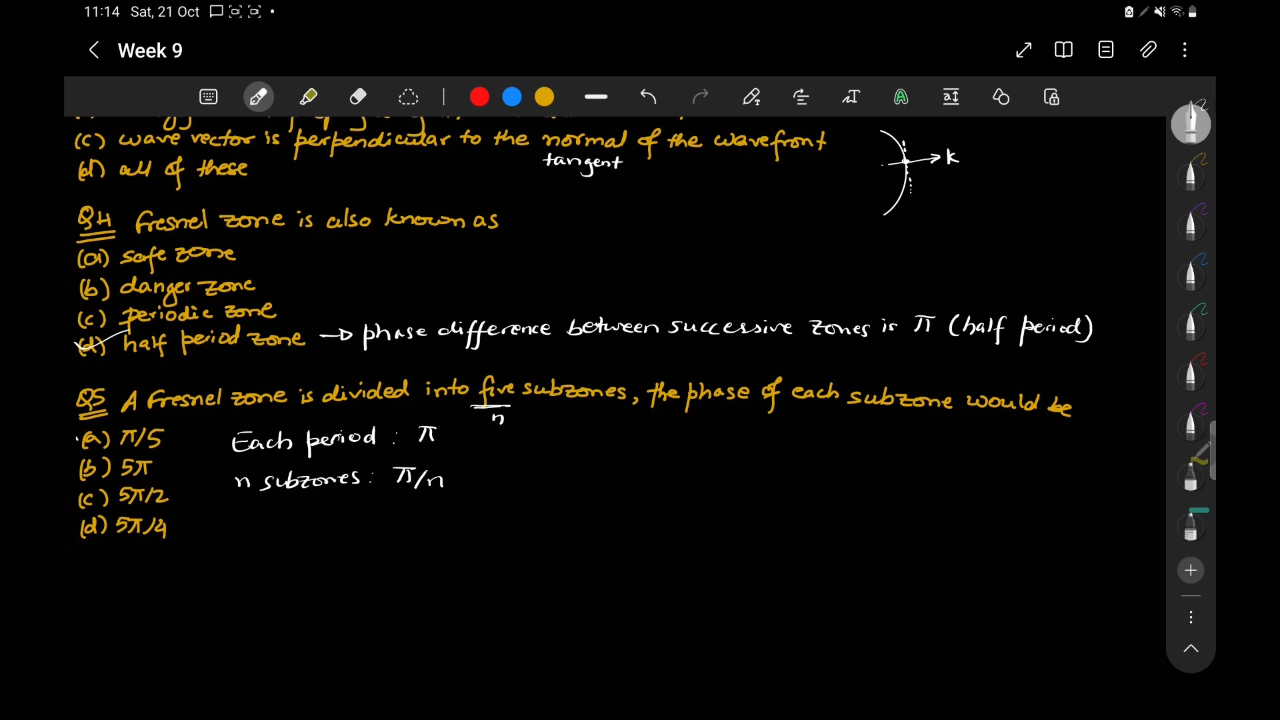 11:14 Sat, 21 Oct
Week 9
(c) wave vector is perpendicular to the normal of the wavefront
tangent
k
(d) all of these
Q4 Fresnel zone is also known as
(a) safe zone
(b) danger zone
(c) periodic zone
(d) half period zone → phase difference between successive zones is π (half period)
Q5 A Fresnel zone is divided into five subzones, the phase of each subzone would be
n
(a) π/5
Each period : π
(b) 5π
n subzones : π/n
(c) 5π/2
(d) 5π/4